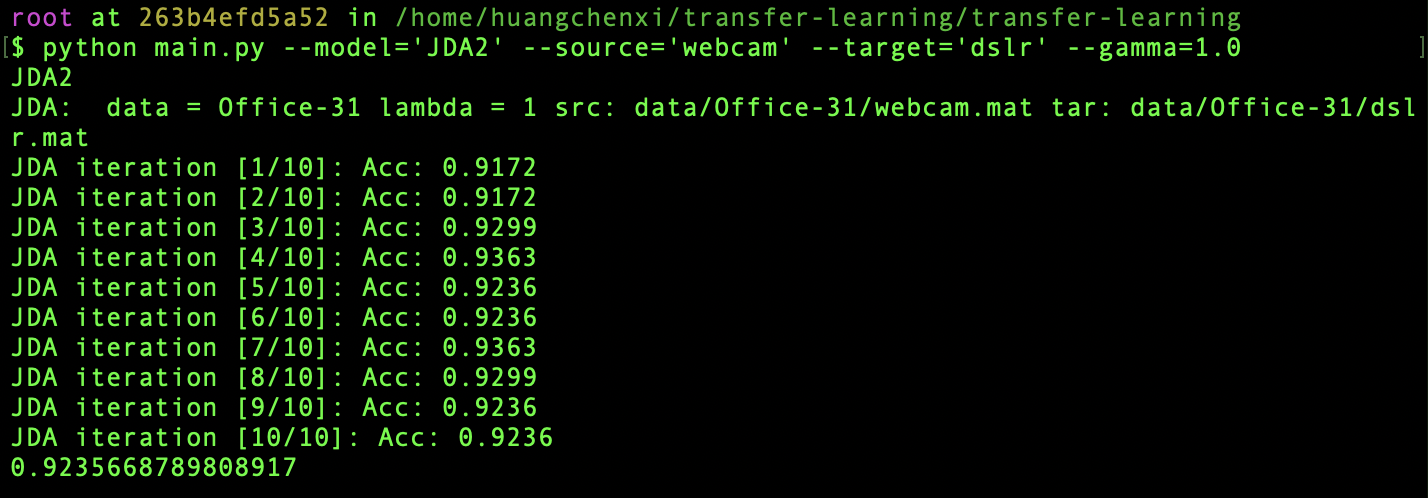 root at 263b4efd5a52 in /home/huangchenxi/transfer-learning/transfer-learning
[$ python main.py --model='JDA2' --source='webcam' --target='dslr' --gamma=1.0 ]
JDA2
JDA:  data = Office-31 lambda = 1 src: data/Office-31/webcam.mat tar: data/Office-31/dsl
r.mat
JDA iteration [1/10]: Acc: 0.9172
JDA iteration [2/10]: Acc: 0.9172
JDA iteration [3/10]: Acc: 0.9299
JDA iteration [4/10]: Acc: 0.9363
JDA iteration [5/10]: Acc: 0.9236
JDA iteration [6/10]: Acc: 0.9236
JDA iteration [7/10]: Acc: 0.9363
JDA iteration [8/10]: Acc: 0.9299
JDA iteration [9/10]: Acc: 0.9236
JDA iteration [10/10]: Acc: 0.9236
0.9235668789808917